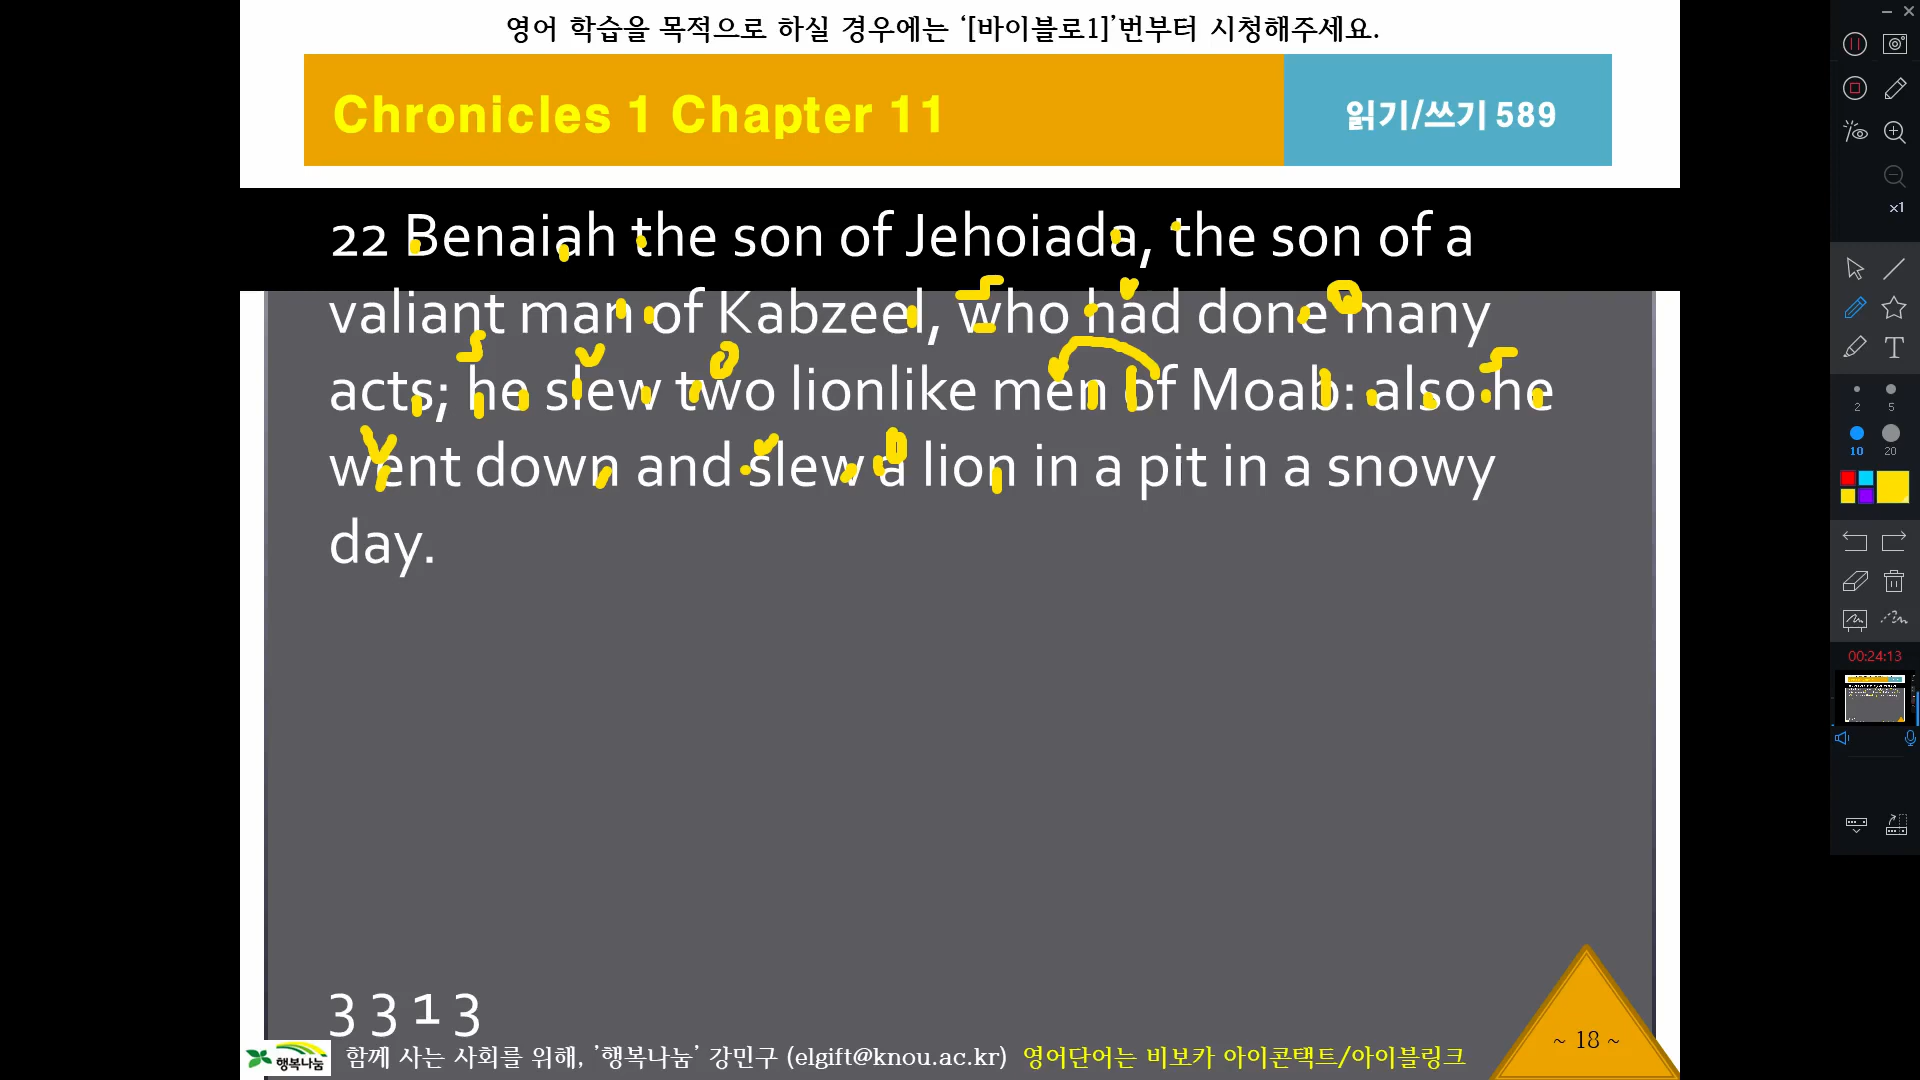 영어 학습을 목적으로 하실 경우에는 ‘[바이블로1]’번부터 시청해주세요.
Chronicles 1 Chapter 11
읽기/쓰기 589
22 Benaiah the son of Jehoiada, the son of a
valiant man of Kabzeel, who had done many
acts; he slew two lionlike men of Moab: also he
went down and slew a lion in a pit in a snowy
day.
3 3 1 3
~ 18 ~
행복나눔
함께 사는 사회를 위해, ’행복나눔’ 강민구 (elgift@knou.ac.kr) 영어단어는 비보카 아이콘택트/아이블링크
x1
2 5
10 20
00:24:13